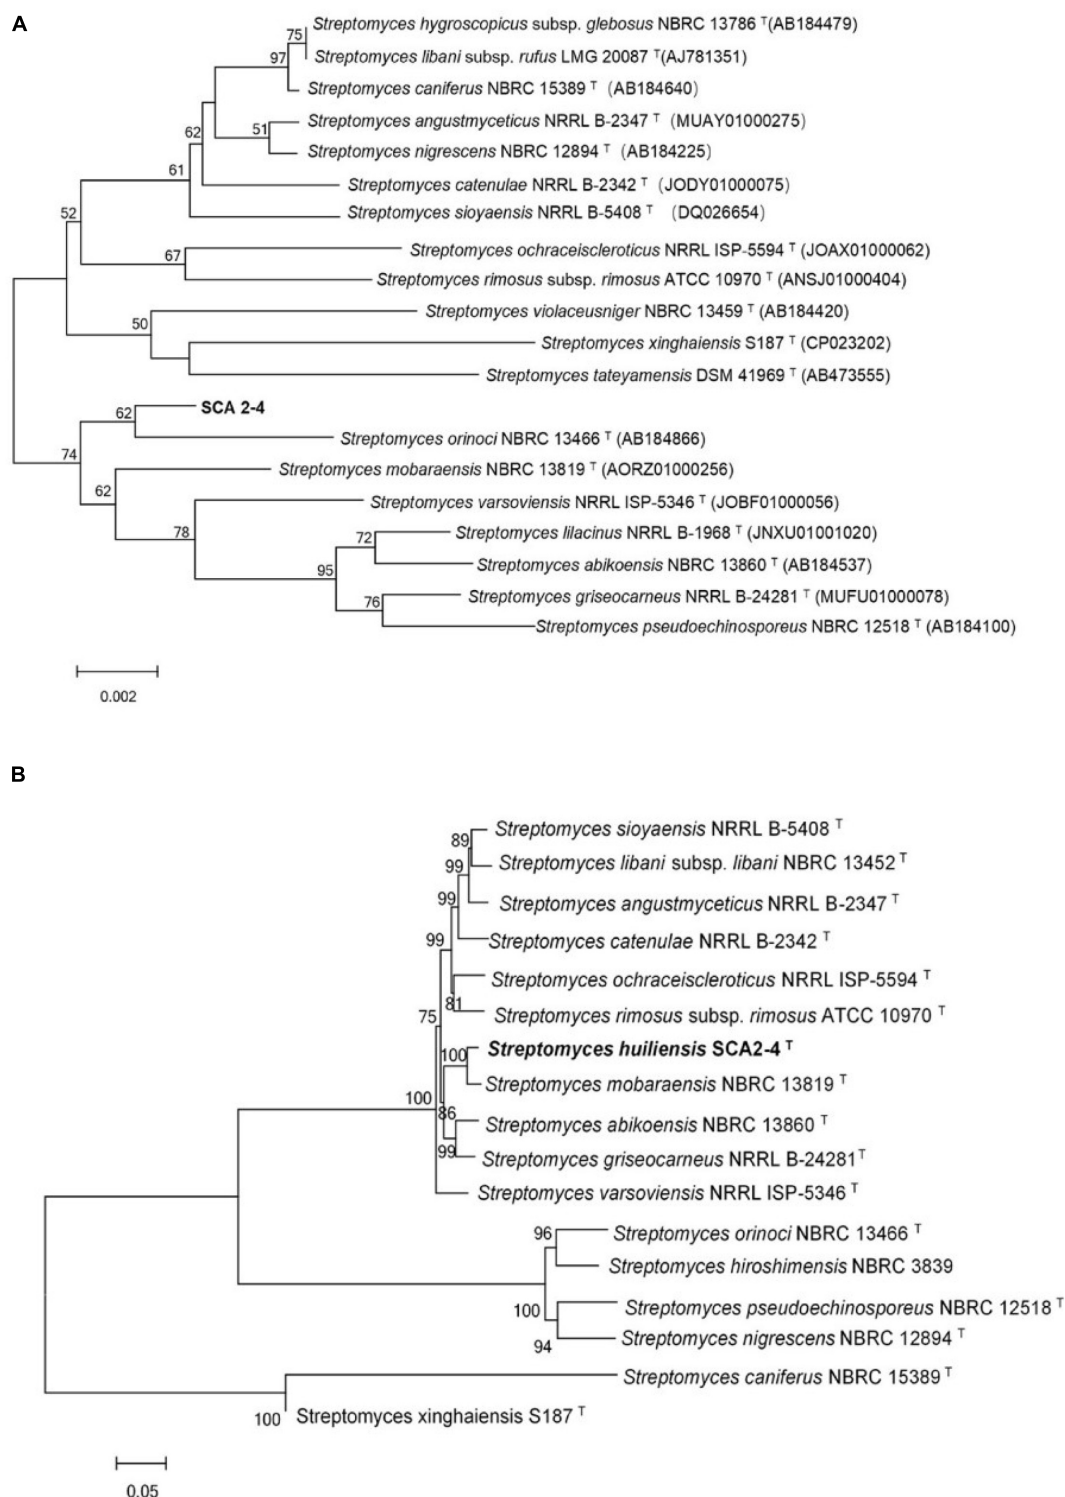 A
Streptomyces hygroscopicus subsp. glebosus NBRC 13786 T(AB184479)
75
Streptomyces libani subsp. rufus LMG 20087 T(AJ781351)
97
Streptomyces caniferus NBRC 15389 T (AB184640)
Streptomyces angustmyceticus NRRL B-2347 T (MUAY01000275)
51
62
Streptomyces nigrescens NBRC 12894 T (AB184225)
61
Streptomyces catenulae NRRL B-2342 T (JODY01000075)
Streptomyces sioyaensis NRRL B-5408 T (DQ026654)
52
Streptomyces ochraceiscleroticus NRRL ISP-5594 T (JOAX01000062)
67
Streptomyces rimosus subsp. rimosus ATCC 10970 T (ANSJ01000404)
Streptomyces violaceusniger NBRC 13459 T (AB184420)
50
Streptomyces xinghaiensis S187 T (CP023202)
Streptomyces tateyamensis DSM 41969 T (AB473555)
SCA 2-4
62
Streptomyces orinoci NBRC 13466 T (AB184866)
74
Streptomyces mobaraensis NBRC 13819 T (AORZ01000256)
62
Streptomyces varsoviensis NRRL ISP-5346 T (JOBF01000056)
78
Streptomyces lilacinus NRRL B-1968 T (JNXU01001020)
72
Streptomyces abikoensis NBRC 13860 T (AB184537)
95
Streptomyces griseocarneus NRRL B-24281 T (MUFU01000078)
76
Streptomyces pseudoechinosporeus NBRC 12518 T (AB184100)
0.002
B
Streptomyces sioyaensis NRRL B-5408 T
89
Streptomyces libani subsp. libani NBRC 13452 T
99
Streptomyces angustmyceticus NRRL B-2347 T
99
Streptomyces catenulae NRRL B-2342 T
99
Streptomyces ochraceiscleroticus NRRL ISP-5594 T
81
Streptomyces rimosus subsp. rimosus ATCC 10970 T
75
Streptomyces huiliensis SCA2-4 T
100
Streptomyces mobaraensis NBRC 13819 T
100
86
Streptomyces abikoensis NBRC 13860 T
99
Streptomyces griseocarneus NRRL B-24281 T
Streptomyces varsoviensis NRRL ISP-5346 T
96
Streptomyces orinoci NBRC 13466 T
Streptomyces hiroshimensis NBRC 3839
100
Streptomyces pseudoechinosporeus NBRC 12518 T
94
Streptomyces nigrescens NBRC 12894 T
Streptomyces caniferus NBRC 15389 T
100
Streptomyces xinghaiensis S187 T
0.05